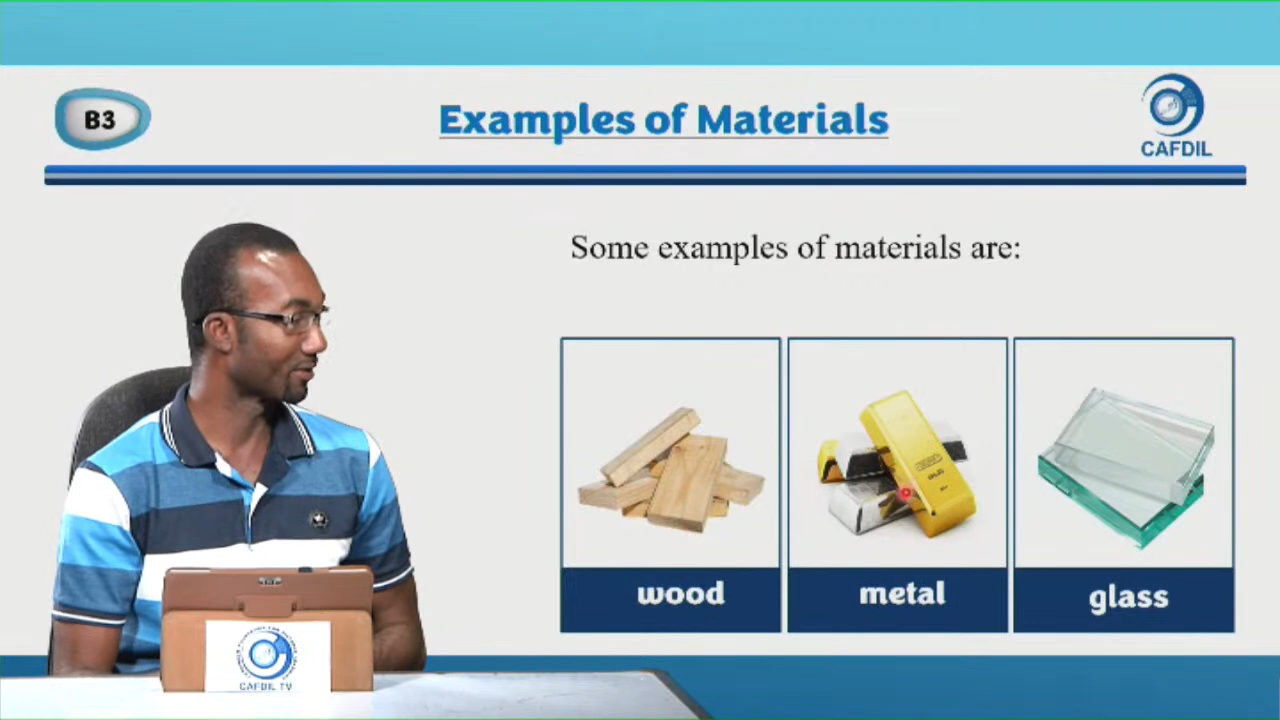 B3
Examples of Materials
CAFDIL
Some examples of materials are:
wood
metal
glass
CAFDIL TV